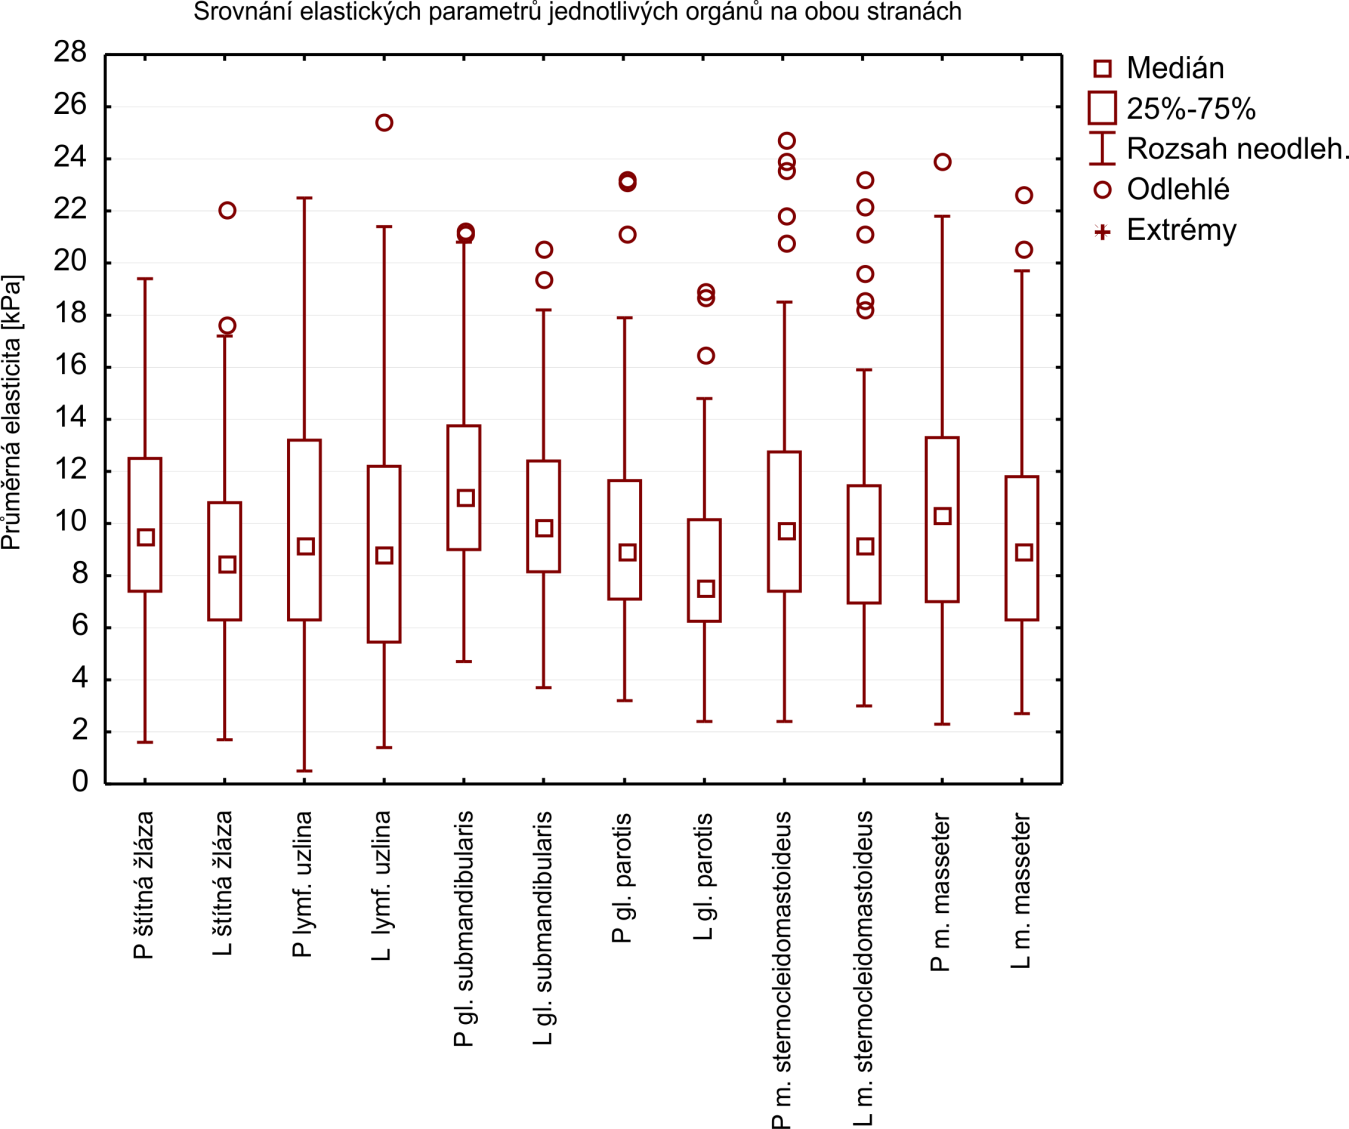 Srovnání elastických parametrů jednotlivých orgánů na obou stranách
Průměrná elasticita [kPa]
28
26
24
22
20
18
16
14
12
10
8
6
4
2
0
Medián
25%-75%
Rozsah neodleh.
Odlehlé
Extrémy
P štítná žláza
L štítná žláza
P lymf. uzlina
L lymf. uzlina
P gl. submandibularis
L gl. submandibularis
P gl. parotis
L gl. parotis
P m. sternocleidomastoideus
L m. sternocleidomastoideus
P m. masseter
L m. masseter